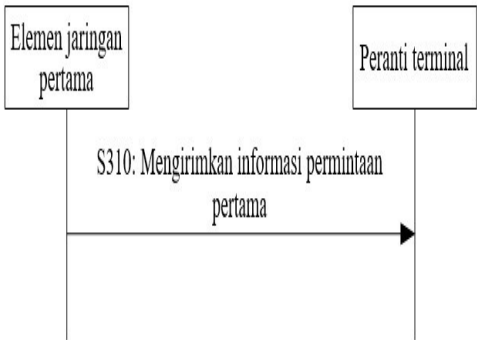 Elemen jaringan
pertama
Peranti terminal
S310: Mengirimkan informasi permintaan
pertama